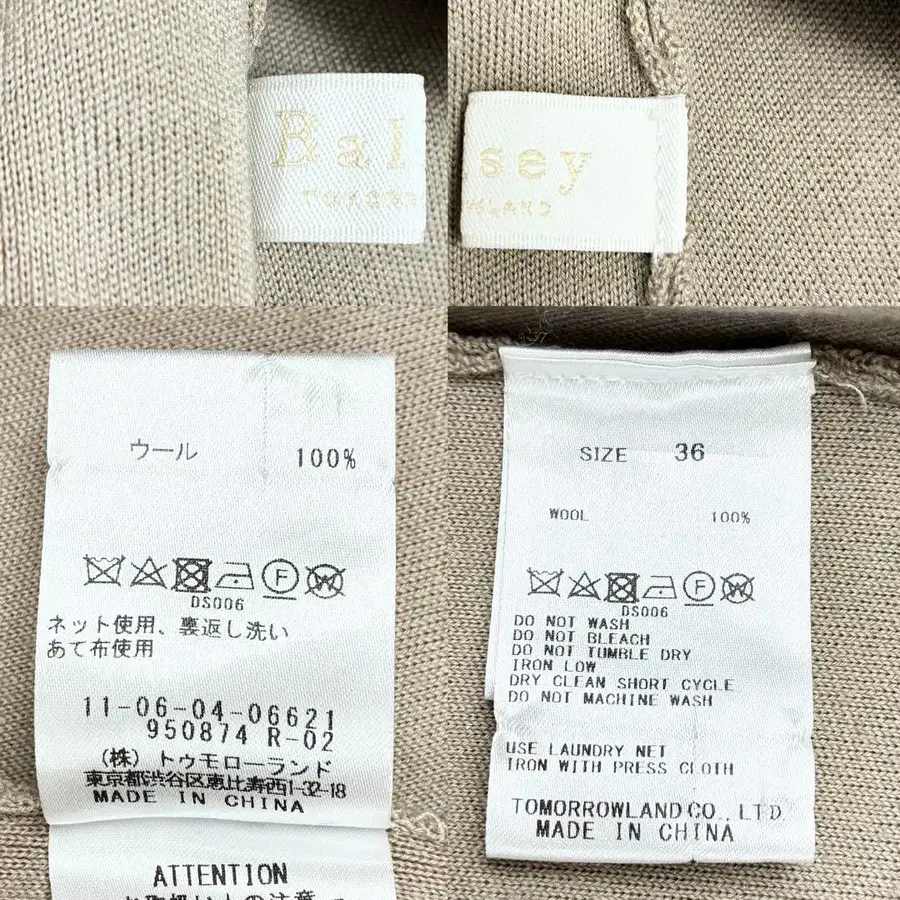 Bal
sey
ウール 100%
F W
DS006
ネット使用、裏返し洗い
あて布使用
11-06-04-06621
950874 R-02
(株) トゥモローランド
東京都渋谷区恵比寿西1-32-18
MADE IN CHINA
ATTENTION
SIZE 36
WOOL 100%
F W
DS006
DO NOT WASH
DO NOT BLEACH
DO NOT TUMBLE DRY
IRON LOW
DRY CLEAN SHORT CYCLE
DO NOT MACHINE WASH
USE LAUNDRY NET
IRON WITH PRESS CLOTH
TOMORROWLAND CO., LTD.
MADE IN CHINA